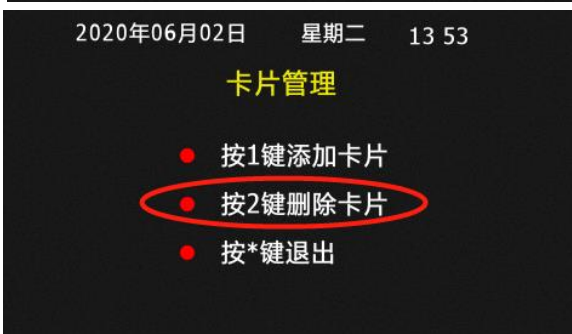 2020年06月02日 星期二 13 53
卡片管理
按1键添加卡片
按2键删除卡片
按*键退出